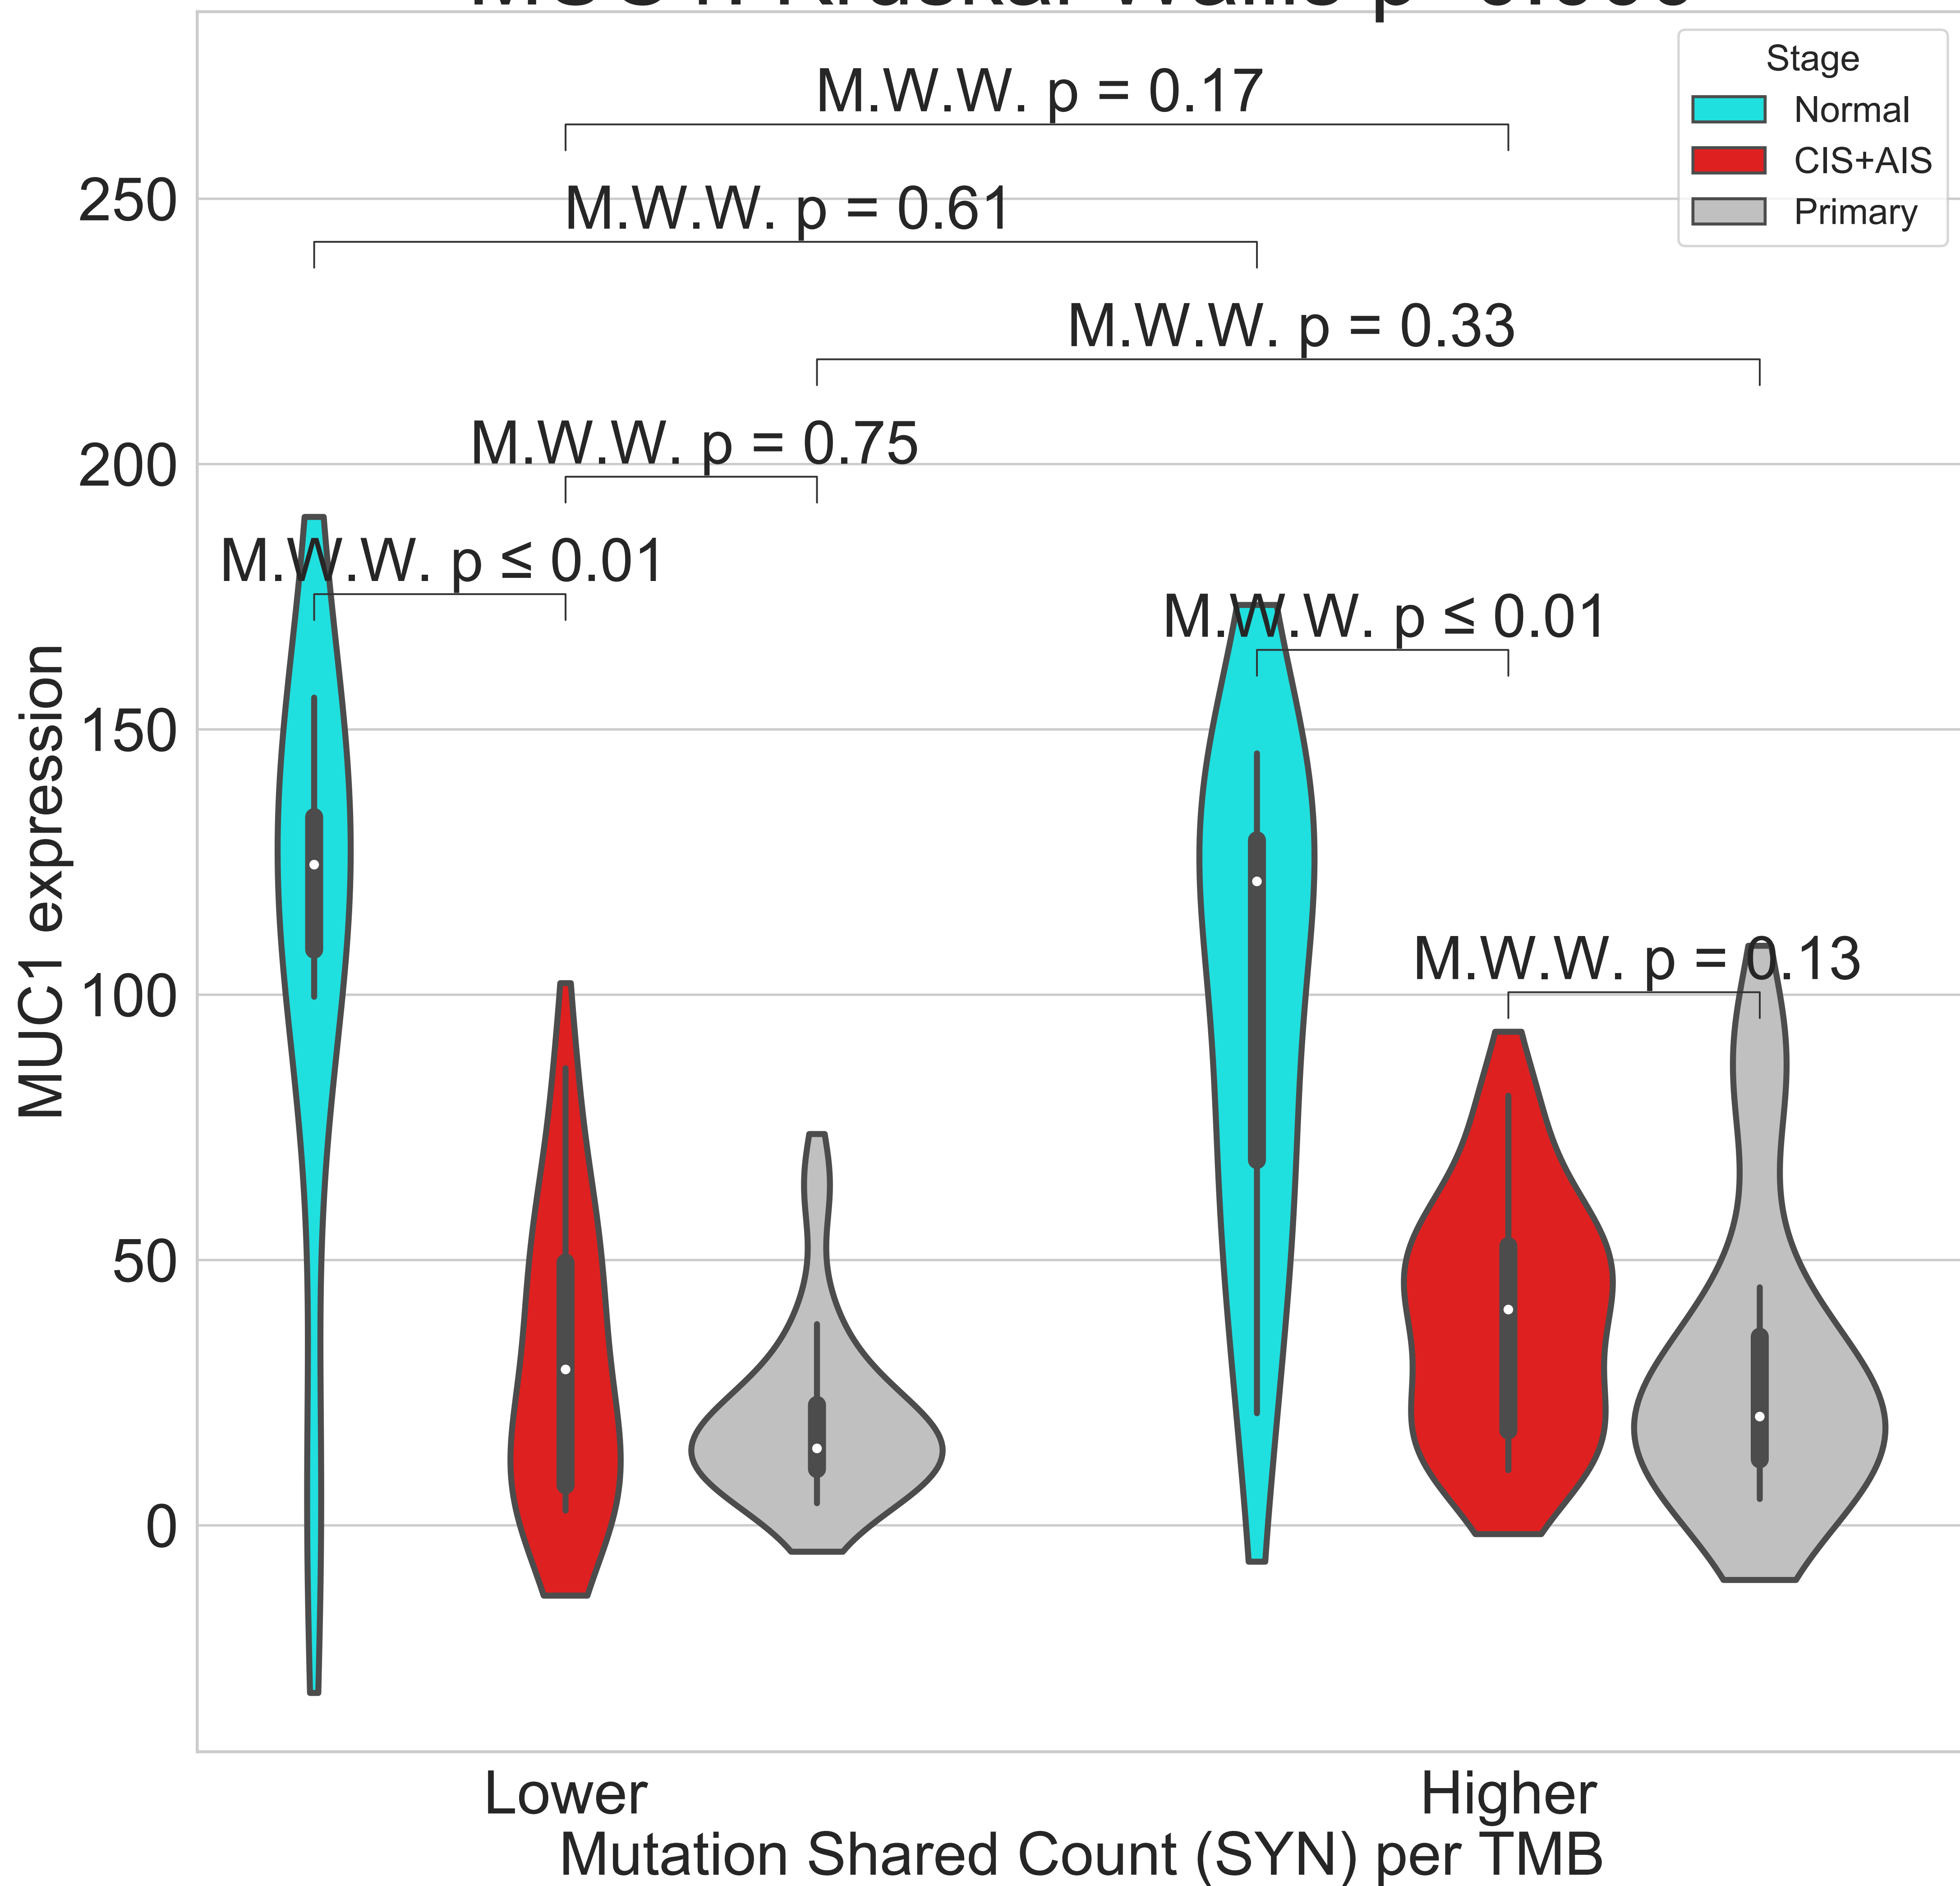 Stage
Normal
CIS+AIS
Primary
M.W.W. p = 0.17
M.W.W. p = 0.61
M.W.W. p = 0.33
M.W.W. p = 0.75
M.W.W. p ≤ 0.01
M.W.W. p ≤ 0.01
M.W.W. p = 0.13
250
200
150
100
50
0
MUC1 expression
Lower
Higher
Mutation Shared Count (SYN) per TMB